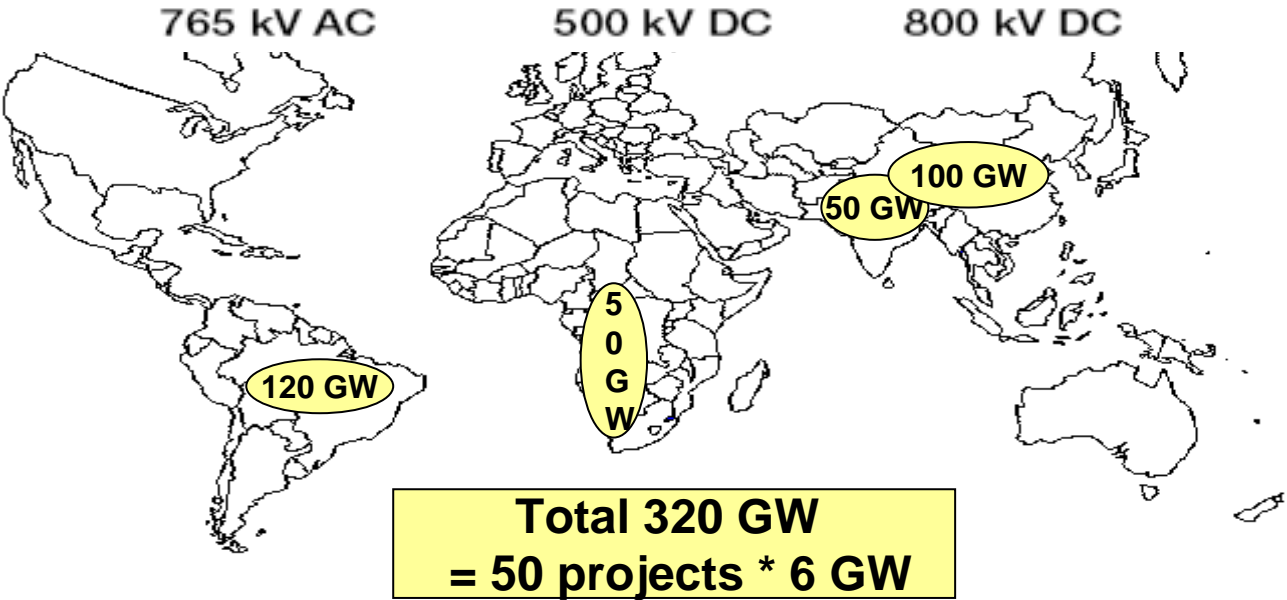 765 kV AC 500 kV DC 800 kV DC
100 GW
50 GW
5
0
G
W
120 GW
Total 320 GW
= 50 projects * 6 GW